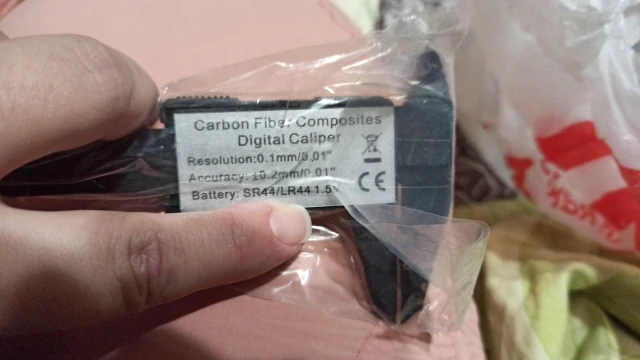 Carbon Fiber Composites
Digital Caliper
Resolution:0.1mm/0.01"
Accuracy: ±0.2mm/0.01"
Battery: SR44/LR44 1.5V
CE